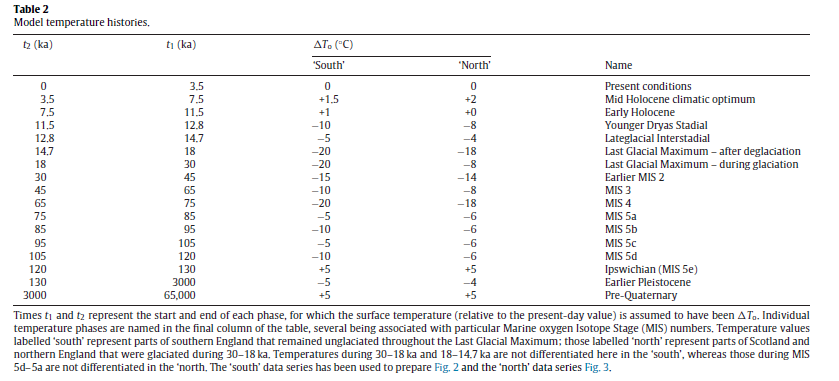 Table 2
Model temperature histories.
t₂ (ka) t₁ (ka) ΔTₒ (°C)
'South' 'North' Name
0 3.5 0 0 Present conditions
3.5 7.5 +1.5 +2 Mid Holocene climatic optimum
7.5 11.5 +1 +0 Early Holocene
11.5 12.8 −10 −8 Younger Dryas Stadial
12.8 14.7 −5 −4 Lateglacial Interstadial
14.7 18 −20 −18 Last Glacial Maximum – after deglaciation
18 30 −20 −8 Last Glacial Maximum – during glaciation
30 45 −15 −14 Earlier MIS 2
45 65 −10 −8 MIS 3
65 75 −20 −18 MIS 4
75 85 −5 −6 MIS 5a
85 95 −10 −6 MIS 5b
95 105 −5 −6 MIS 5c
105 120 −10 −6 MIS 5d
120 130 +5 +5 Ipswichian (MIS 5e)
130 3000 −5 −4 Earlier Pleistocene
3000 65,000 +5 +5 Pre-Quaternary
Times t₁ and t₂ represent the start and end of each phase, for which the surface temperature (relative to the present-day value) is assumed to have been ΔTₒ. Individual
temperature phases are named in the final column of the table, several being associated with particular Marine oxygen Isotope Stage (MIS) numbers. Temperature values
labelled 'south' represent parts of southern England that remained unglaciated throughout the Last Glacial Maximum; those labelled 'north' represent parts of Scotland and
northern England that were glaciated during 30–18 ka. Temperatures during 30–18 ka and 18–14.7 ka are not differentiated here in the 'south', whereas those during MIS
5d–5a are not differentiated in the 'north. The 'south' data series has been used to prepare Fig. 2 and the 'north' data series Fig. 3.